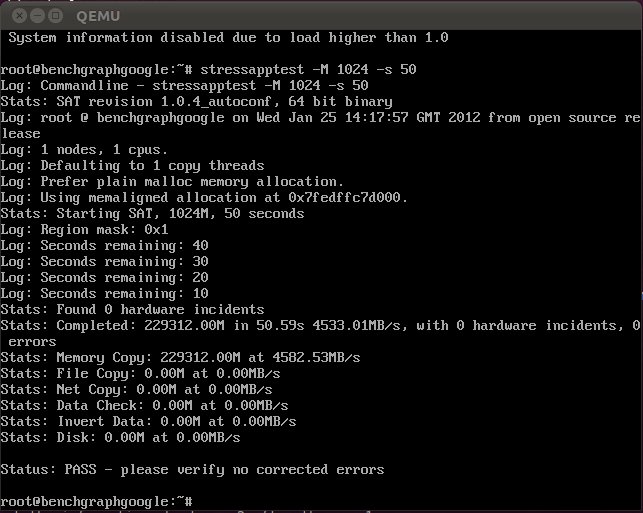 QEMU
System information disabled due to load higher than 1.0
root@benchgraphgoogle:~# stressapptest -M 1024 -s 50
Log: Commandline - stressapptest -M 1024 -s 50
Stats: SAT revision 1.0.4_autoconf, 64 bit binary
Log: root @ benchgraphgoogle on Wed Jan 25 14:17:57 GMT 2012 from open source re
lease
Log: 1 nodes, 1 cpus.
Log: Defaulting to 1 copy threads
Log: Prefer plain malloc memory allocation.
Log: Using memaligned allocation at 0x7fedffc7d000.
Stats: Starting SAT, 1024M, 50 seconds
Log: Region mask: 0x1
Log: Seconds remaining: 40
Log: Seconds remaining: 30
Log: Seconds remaining: 20
Log: Seconds remaining: 10
Stats: Found 0 hardware incidents
Stats: Completed: 229312.00M in 50.59s 4533.01MB/s, with 0 hardware incidents, 0
errors
Stats: Memory Copy: 229312.00M at 4582.53MB/s
Stats: File Copy: 0.00M at 0.00MB/s
Stats: Net Copy: 0.00M at 0.00MB/s
Stats: Data Check: 0.00M at 0.00MB/s
Stats: Invert Data: 0.00M at 0.00MB/s
Stats: Disk: 0.00M at 0.00MB/s
Status: PASS - please verify no corrected errors
root@benchgraphgoogle:~#